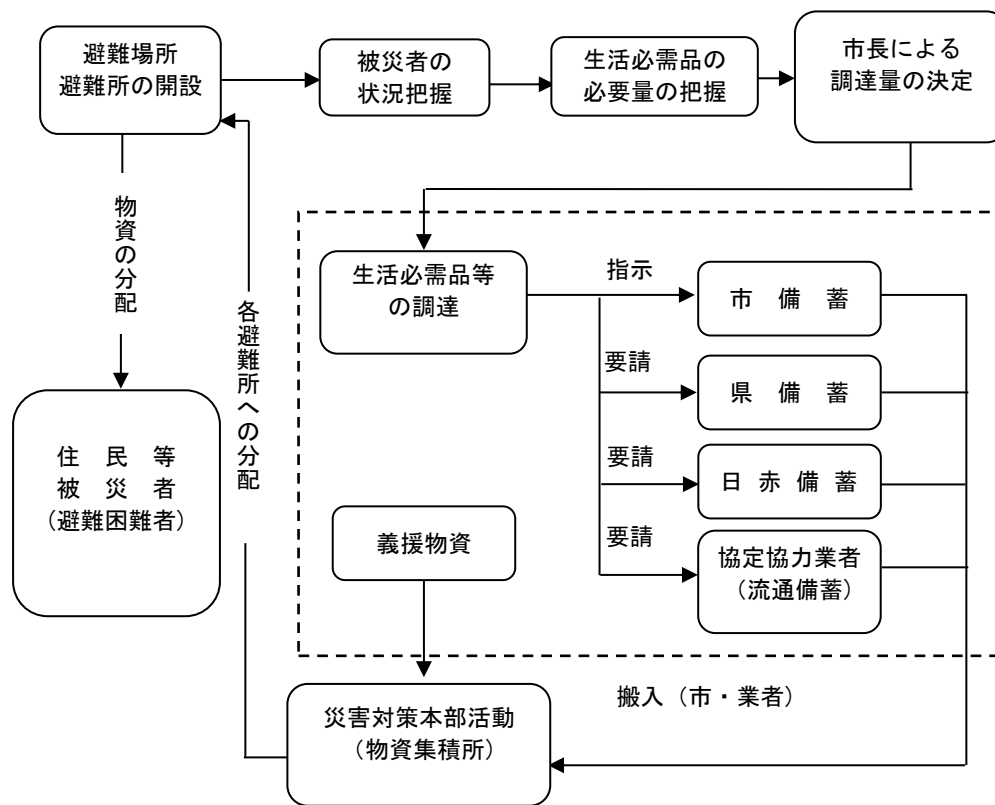 避難場所
避難所の開設
被災者の
状況把握
生活必需品の
必要量の把握
市長による
調達量の決定
物資の分配
各避難所への分配
生活必需品等
の調達
指示
市　備　蓄
要請
県　備　蓄
要請
日　赤　備　蓄
要請
協定協力業者
（流通備蓄）
住　民　等
被　災　者
（避難困難者）
義援物資
搬入（市・業者）
災害対策本部活動
（物資集積所）